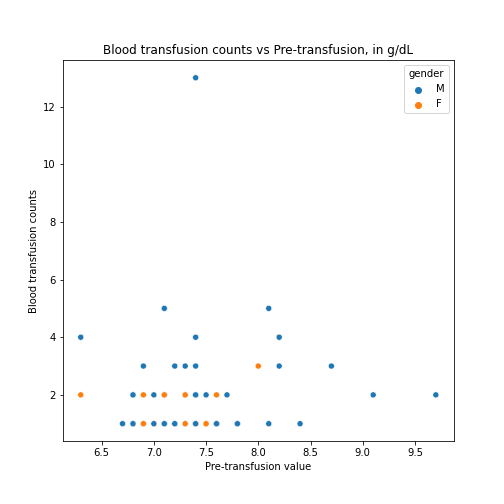 Blood transfusion counts vs Pre-transfusion, in g/dL
gender
M
F
12
10
8
6
4
2
Blood transfusion counts
6.5 7.0 7.5 8.0 8.5 9.0 9.5
Pre-transfusion value